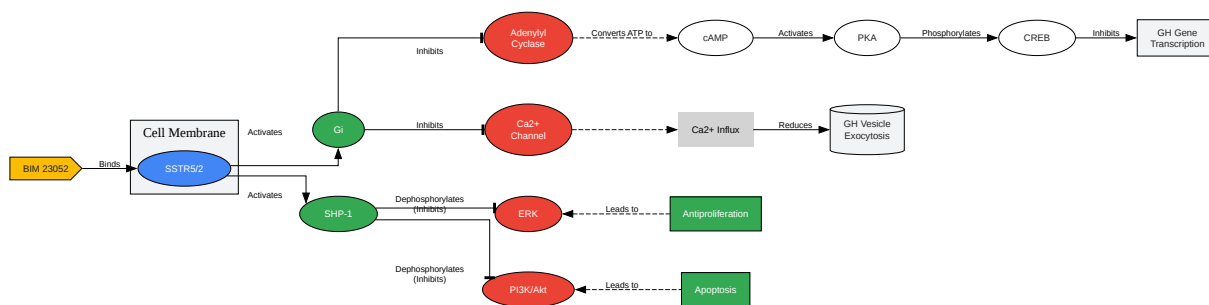 Adenylyl
Cyclase
Converts ATP to
cAMP
Activates
PKA
Phosphorylates
CREB
Inhibits
GH Gene
Transcription
Inhibits
Cell Membrane
Activates
Gi
Inhibits
Ca2+
Channel
Ca2+ Influx
Reduces
GH Vesicle
Exocytosis
BIM 23052
Binds
SSTR5/2
Activates
SHP-1
Dephosphorylates
(Inhibits)
ERK
Leads to
Antiproliferation
Dephosphorylates
(Inhibits)
PI3K/Akt
Leads to
Apoptosis